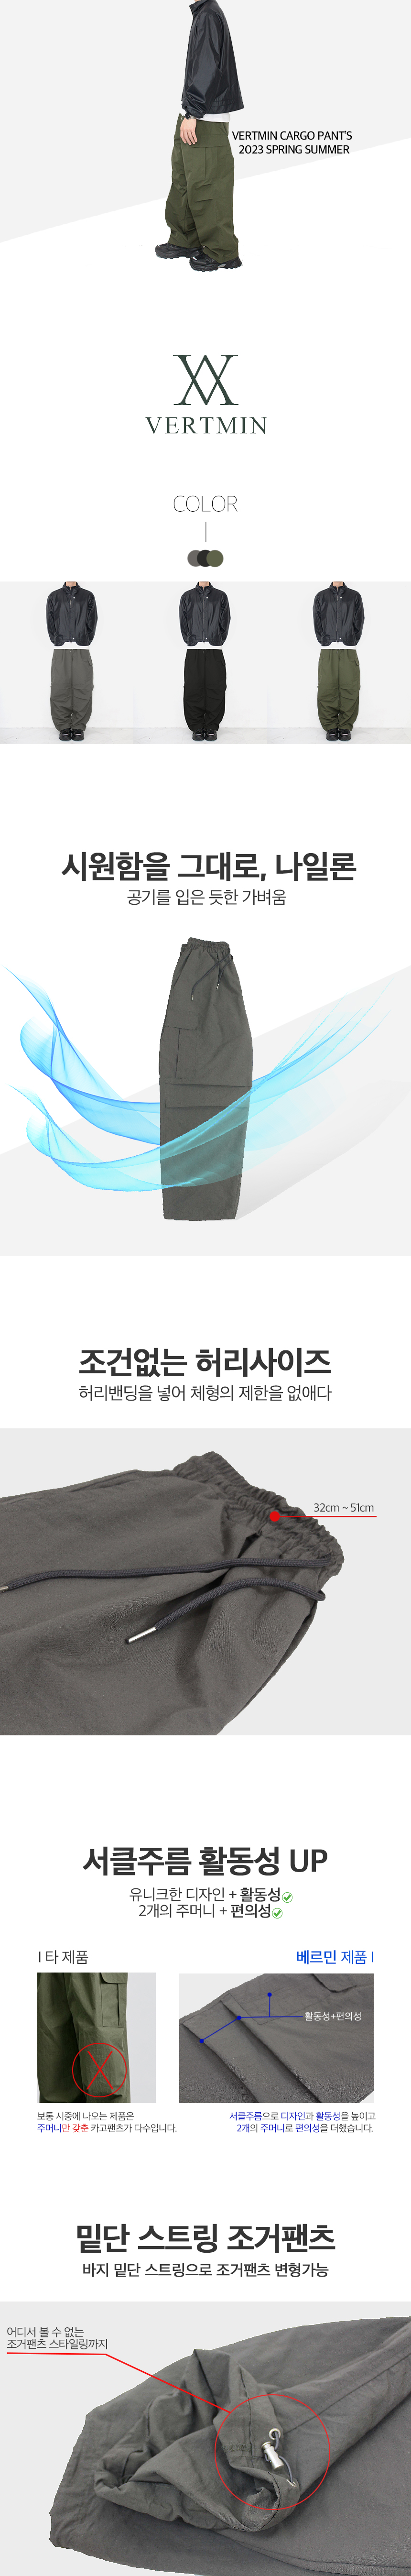 VERTMIN CARGO PANT'S
2023 SPRING SUMMER
VERTMIN
COLOR
시원함을 그대로, 나일론
공기를 입은 듯한 가벼움
조건없는 허리사이즈
허리밴딩을 넣어 체형의 제한을 없애다
32cm ~ 51cm
서클주름 활동성 UP
유니크한 디자인 + 활동성
2개의 주머니 + 편의성
l 타 제품
베르민 제품 l
활동성+편의성
보통 시중에 나오는 제품은
주머니만 갖춘 카고팬츠가 다수입니다.
서클주름으로 디자인과 활동성을 높이고
2개의 주머니로 편의성을 더했습니다.
밑단 스트링 조거팬츠
바지 밑단 스트링으로 조거팬츠 변형가능
어디서 볼 수 없는
조거팬츠 스타일링까지